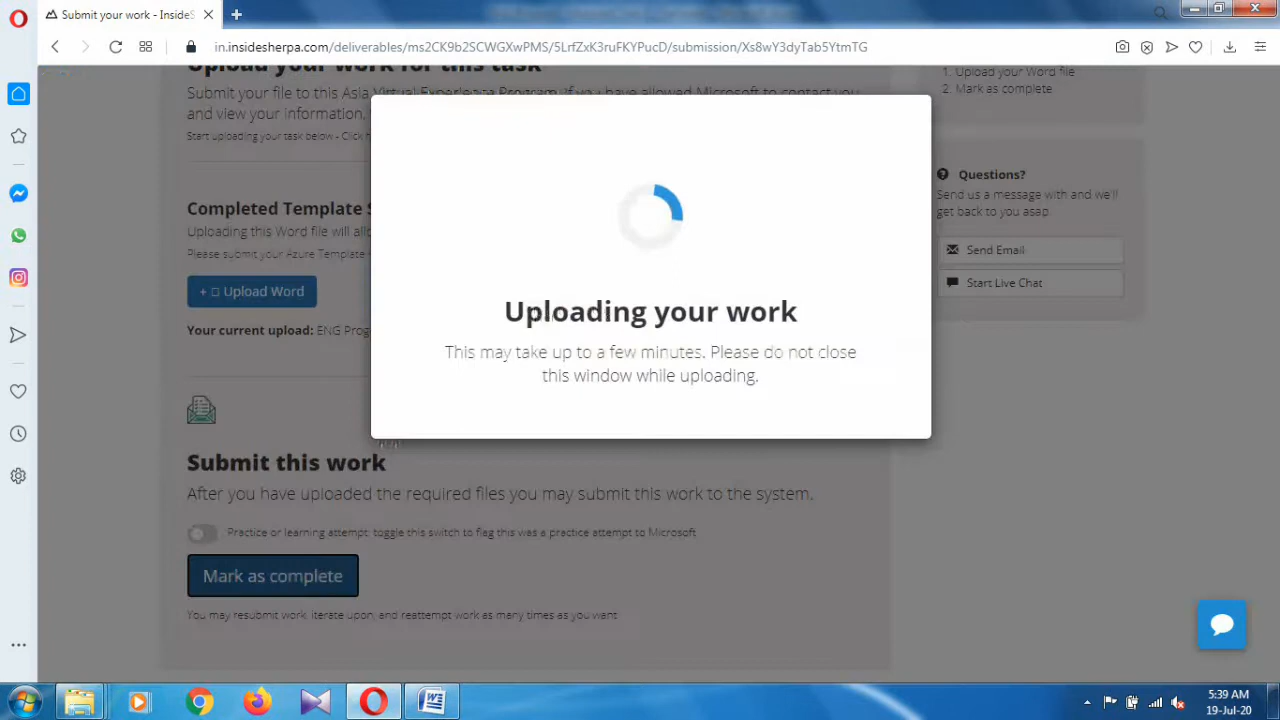 Submit your work - InsideS
in.insidesherpa.com/deliverables/ms2CK9b2SCWGXwPMS/5LrfZxK3ruFKYPucD/submission/Xs8wY3dyTab5YtmTG
Upload your work for this task
Submit your file to this Asia Virtual Experience Program. If you have allowed Microsoft to contact you
and view your information,
Start uploading your task below - Click
1. Upload your Word file
2. Mark as complete
Completed Template S
Uploading this Word file will all
Please submit your Azure Template
+ Upload Word
Your current upload: ENG Proge
Questions?
Send us a message with and we'll
get back to you asap.
Send Email
Start Live Chat
Uploading your work
This may take up to a few minutes. Please do not close
this window while uploading.
Submit this work
After you have uploaded the required files you may submit this work to the system.
Practice or learning attempt: toggle this switch to flag this was a practice attempt to Microsoft
Mark as complete
You may resubmit work, iterate upon, and reattempt work as many times as you want
5:39 AM
19-Jul-20